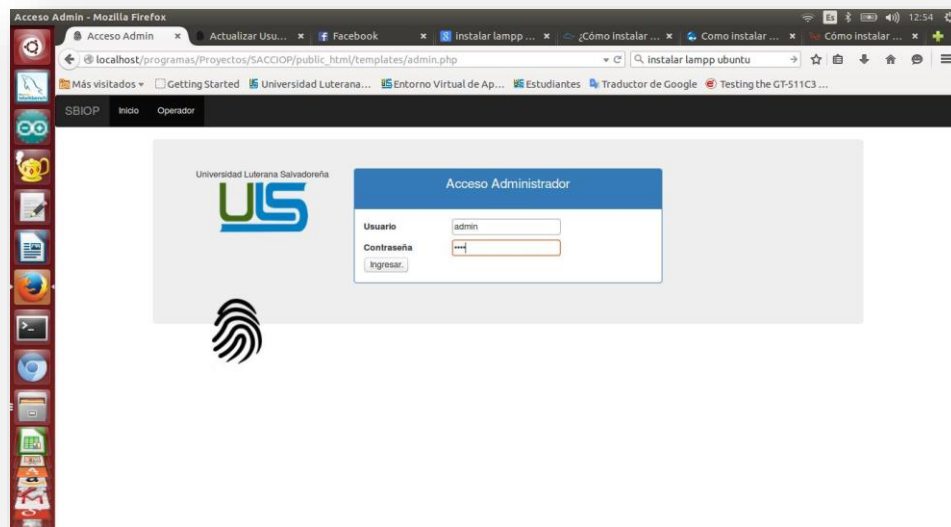 Acceso Admin - Mozilla Firefox
Es
12:54
Acceso Admin
Actualizar Usu...
Facebook
instalar lampp ...
¿Cómo instalar ...
Como instalar ...
Cómo instalar ...
localhost/programas/Proyectos/SACCIOP/public_html/templates/admin.php
instalar lampp ubuntu
Más visitados
Getting Started
Universidad Luterana...
Entorno Virtual de Ap...
Estudiantes
Traductor de Google
Testing the GT-511C3 ...
SBIOP
Inicio
Operador
Universidad Luterana Salvadoreña
ULS
Acceso Administrador
Usuario
admin
Contraseña
••••
Ingresar.